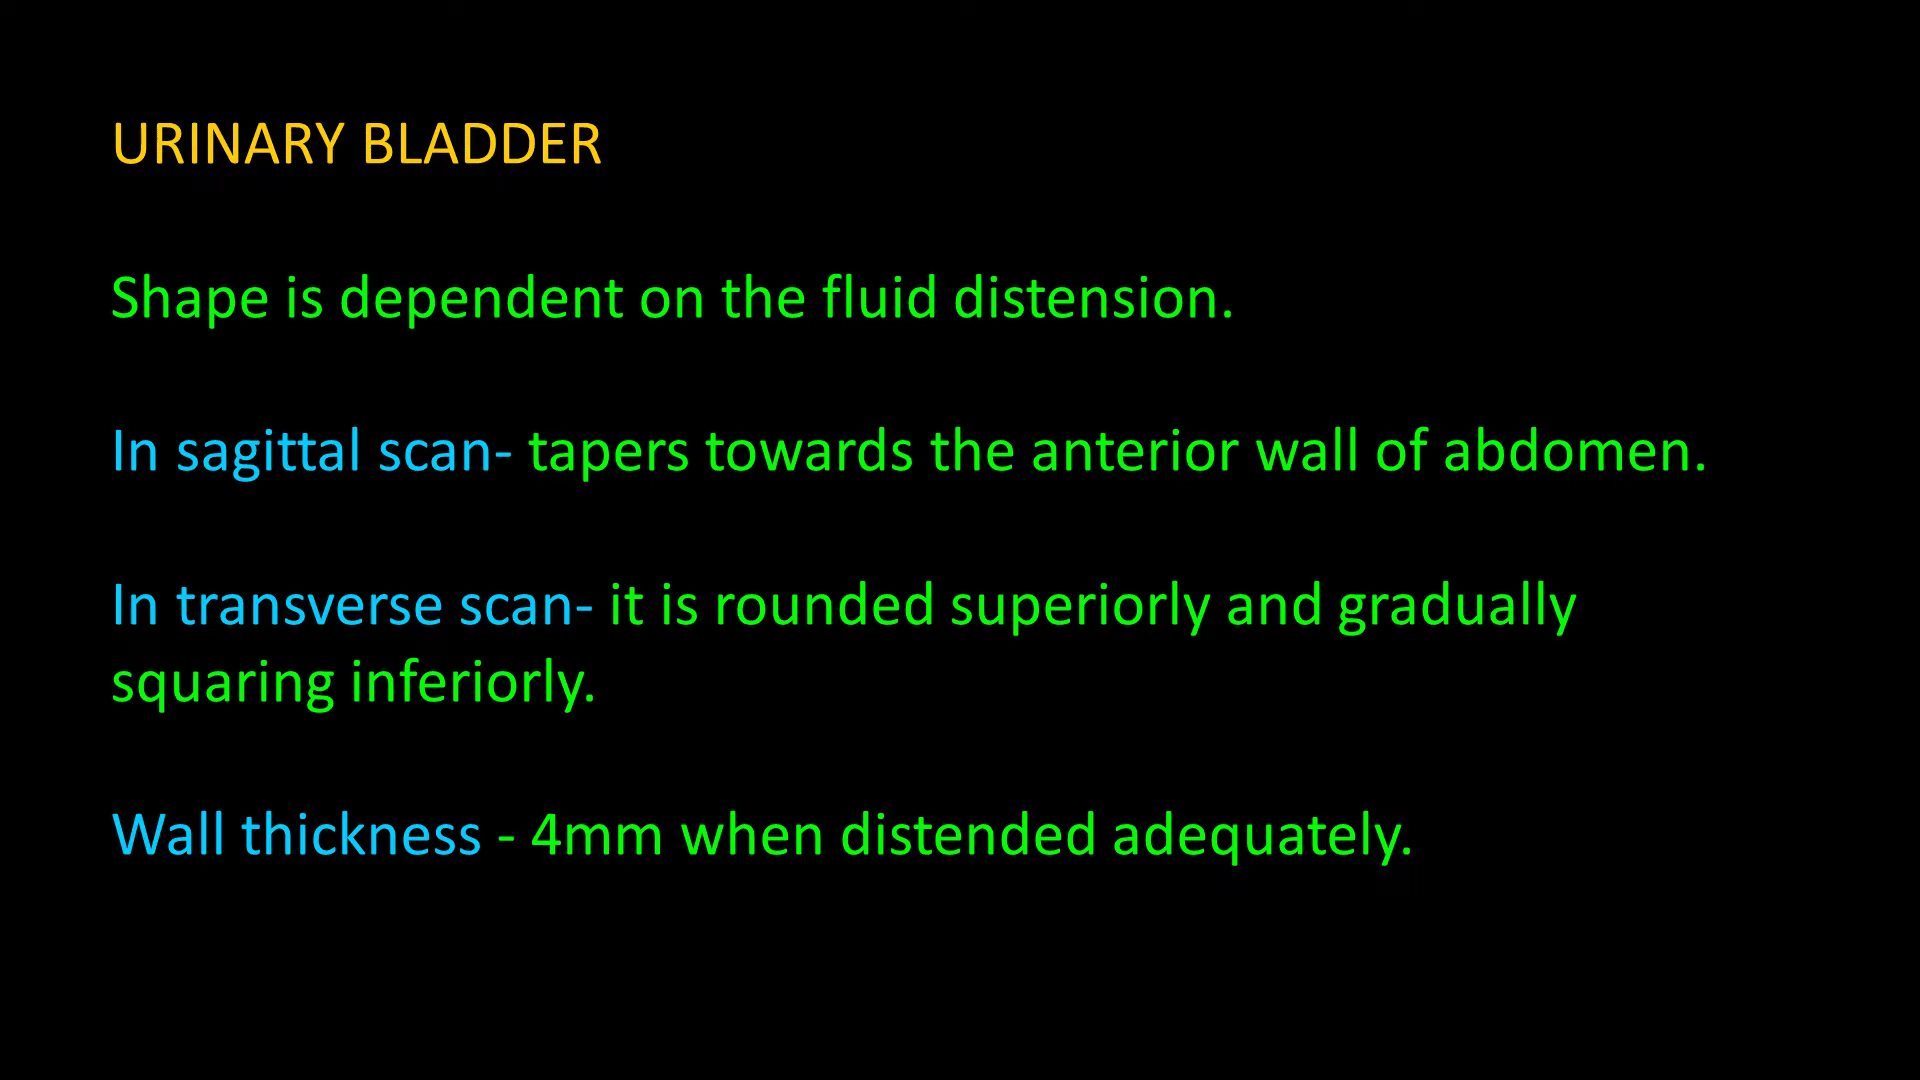 URINARY BLADDER
Shape is dependent on the fluid distension.
In sagittal scan- tapers towards the anterior wall of abdomen.
In transverse scan- it is rounded superiorly and gradually
squaring inferiorly.
Wall thickness - 4mm when distended adequately.